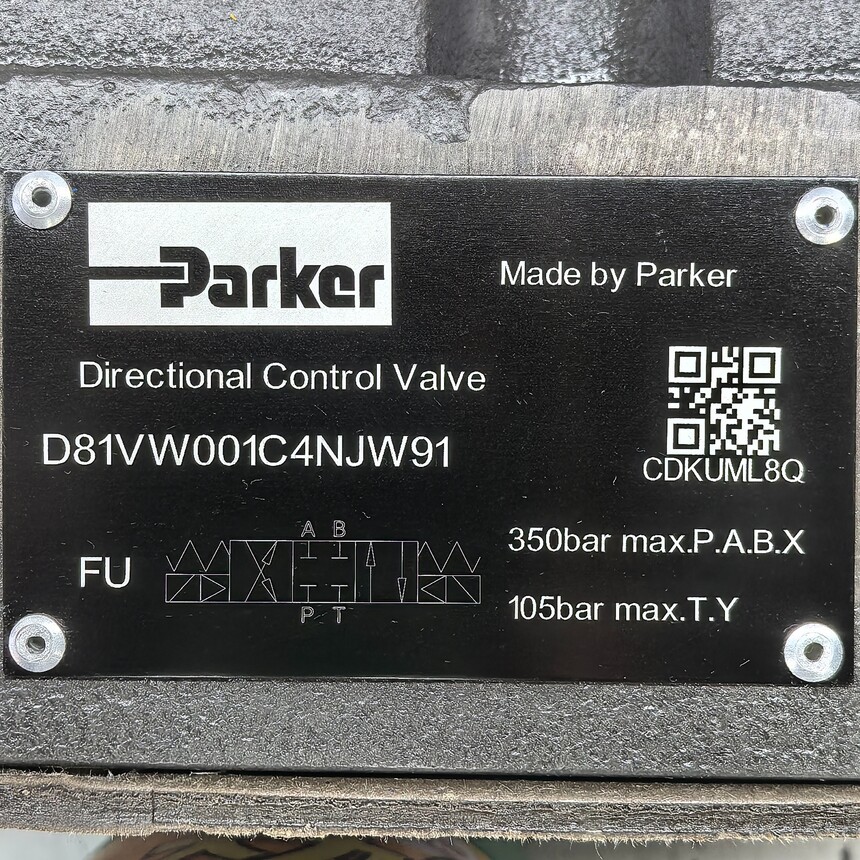 Parker
Made by Parker
Directional Control Valve
D81VW001C4NJW91
CDKUML8Q
FU
A B
P T
350bar max.P.A.B.X
105bar max.T.Y